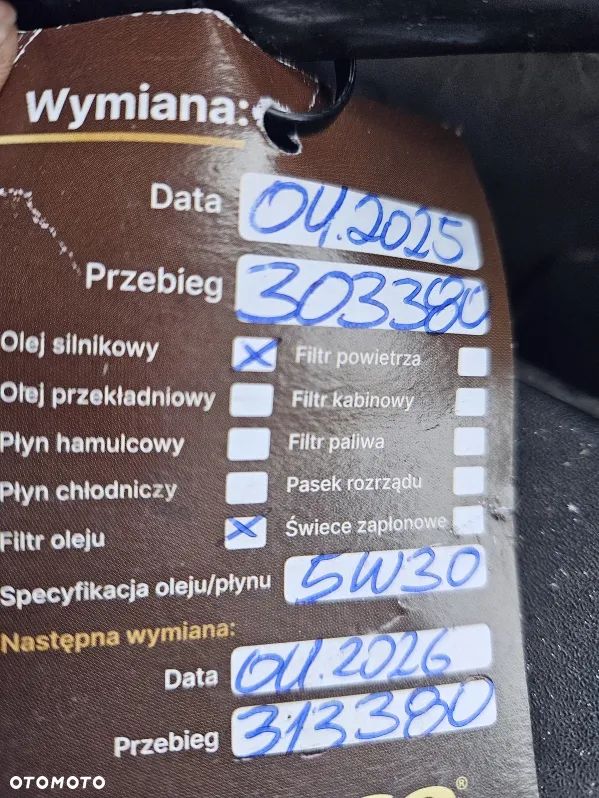 Wymiana:
Data 04.2025
Przebieg 303380
Olej silnikowy X Filtr powietrza
Olej przekładniowy Filtr kabinowy
Płyn hamulcowy Filtr paliwa
Płyn chłodniczy Pasek rozrządu
Filtr oleju X Świece zapłonowe
Specyfikacja oleju/płynu 5W30
Następna wymiana:
Data 04.2026
Przebieg 313380
OTOMOTO ®